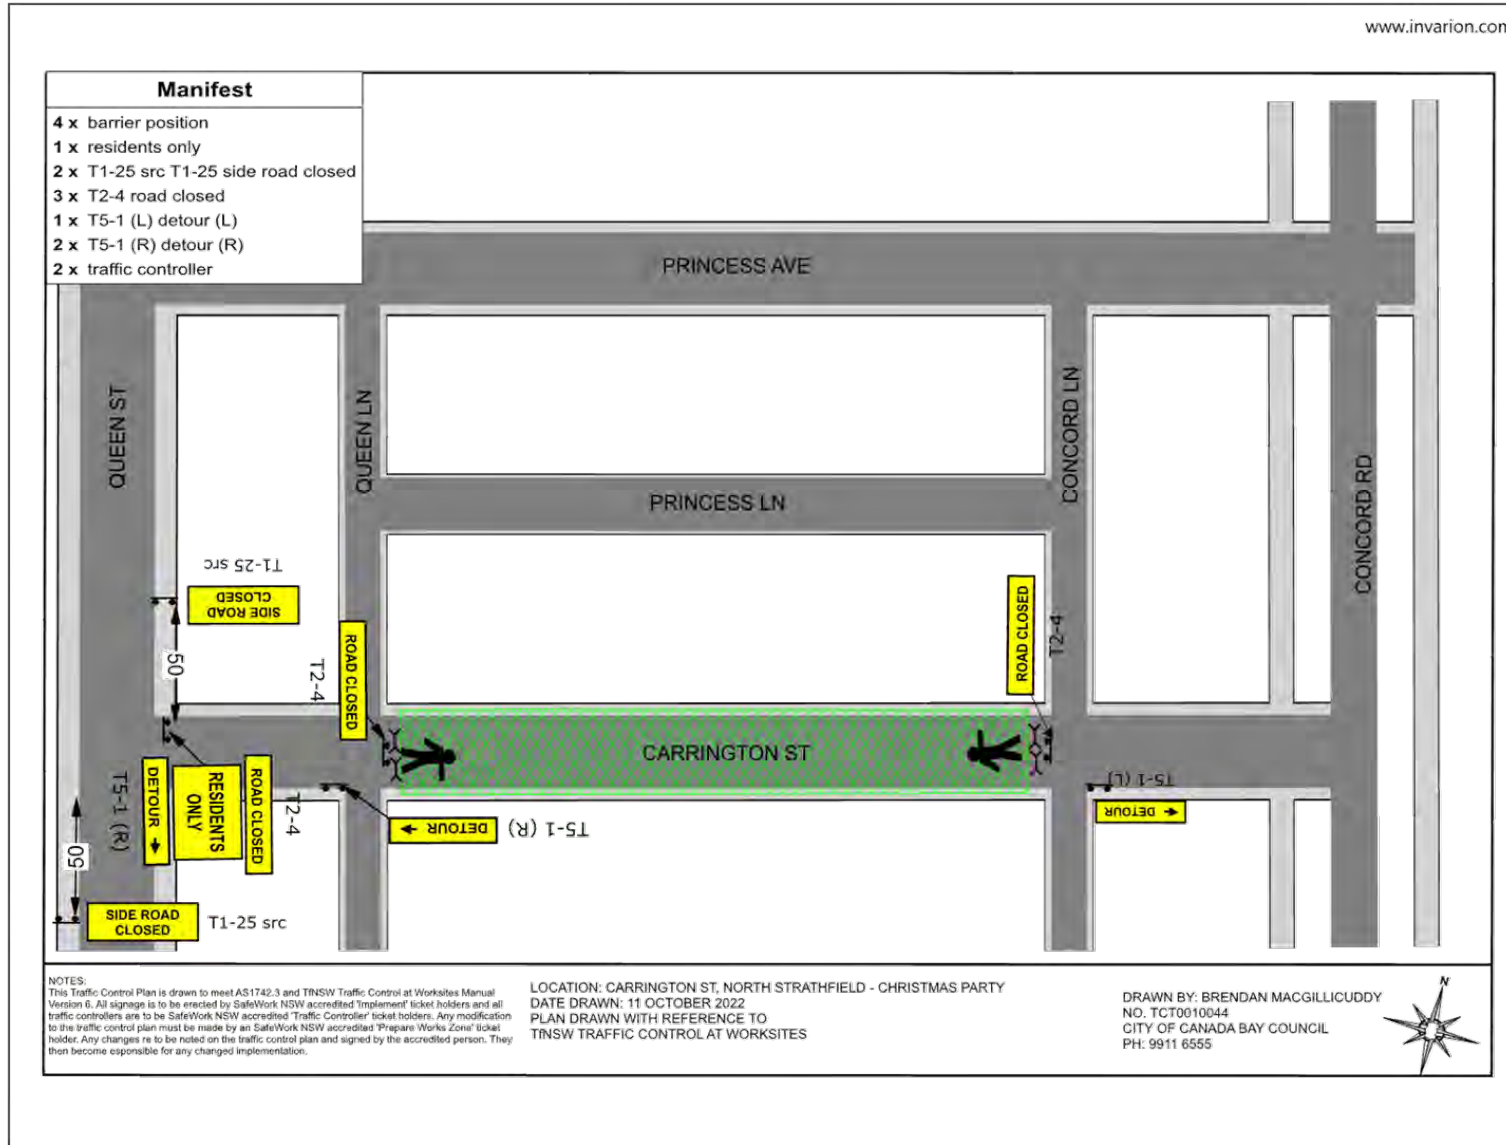 www.invarion.com
Manifest
4 x barrier position
1 x residents only
2 x T1-25 src T1-25 side road closed
3 x T2-4 road closed
1 x T5-1 (L) detour (L)
2 x T5-1 (R) detour (R)
2 x traffic controller
PRINCESS AVE
QUEEN ST
QUEEN LN
CONCORD LN
CONCORD RD
PRINCESS LN
T1-25 src
SIDE ROAD
CLOSED
50
T2-4
ROAD CLOSED
ROAD CLOSED
T2-4
CARRINGTON ST
T5-1 (R)
DETOUR
RESIDENTS
ONLY
ROAD CLOSED
T2-4
DETOUR
T5-1 (R)
T5-1 (L)
DETOUR
50
SIDE ROAD
CLOSED
T1-25 src
NOTES:
This Traffic Control Plan is drawn to meet AS1742.3 and TfNSW Traffic Control at Worksites Manual
Version 6. All signage is to be erected by SafeWork NSW accredited 'Implement' ticket holders and all
traffic controllers are to be SafeWork NSW accredited 'Traffic Controller' ticket holders. Any modification
to the traffic control plan must be made by an SafeWork NSW accredited 'Prepare Works Zone' ticket
holder. Any changes re to be noted on the traffic control plan and signed by the accredited person. They
then become esponsible for any changed implementation.
LOCATION: CARRINGTON ST, NORTH STRATHFIELD - CHRISTMAS PARTY
DATE DRAWN: 11 OCTOBER 2022
PLAN DRAWN WITH REFERENCE TO
TfNSW TRAFFIC CONTROL AT WORKSITES
DRAWN BY: BRENDAN MACGILLICUDDY
NO. TCT0010044
CITY OF CANADA BAY COUNCIL
PH: 9911 6555
N